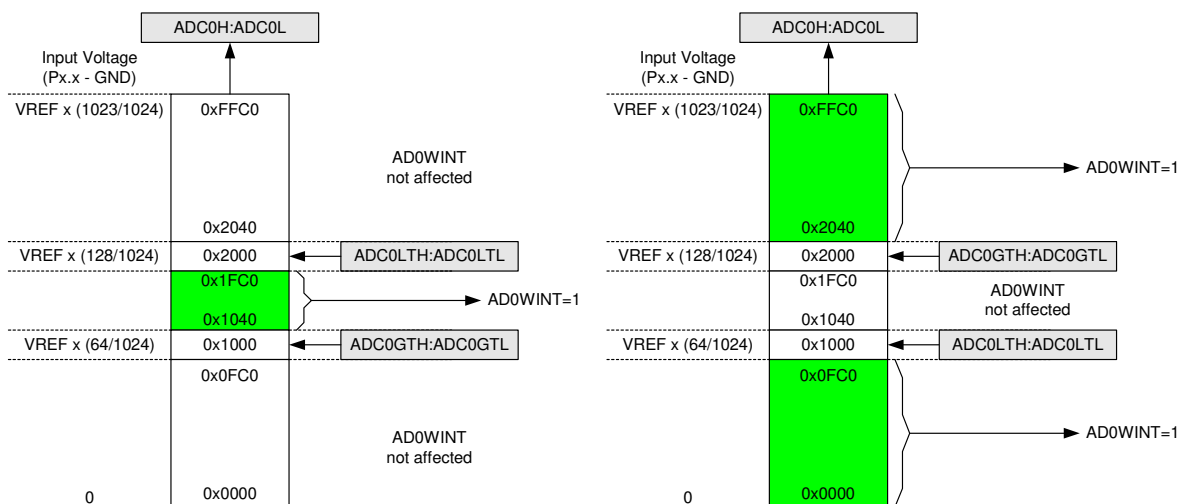 ADC0H:ADC0L
Input Voltage
(Px.x - GND)
VREF x (1023/1024)
0xFFC0
AD0WINT
not affected
0x2040
VREF x (128/1024)
0x2000
ADC0LTH:ADC0LTL
0x1FC0
AD0WINT=1
0x1040
VREF x (64/1024)
0x1000
ADC0GTH:ADC0GTL
0x0FC0
AD0WINT
not affected
0
0x0000
ADC0H:ADC0L
Input Voltage
(Px.x - GND)
VREF x (1023/1024)
0xFFC0
AD0WINT=1
0x2040
VREF x (128/1024)
0x2000
ADC0GTH:ADC0GTL
0x1FC0
AD0WINT
not affected
0x1040
VREF x (64/1024)
0x1000
ADC0LTH:ADC0LTL
0x0FC0
AD0WINT=1
0
0x0000